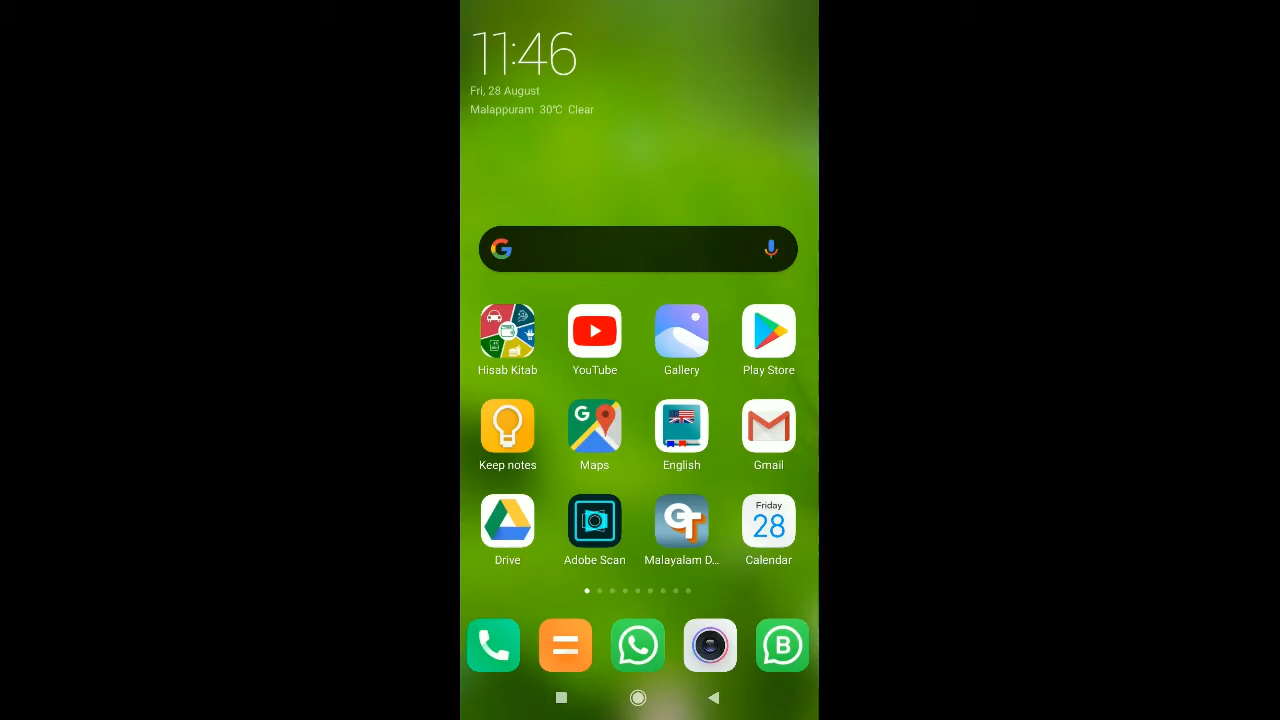 11:46
Fri, 28 August
Malappuram 30°C Clear
Hisab Kitab
YouTube
Gallery
Play Store
G
Keep notes
Maps
English
Gmail
GT
Friday
28
Drive
Adobe Scan
Malayalam D...
Calendar
B